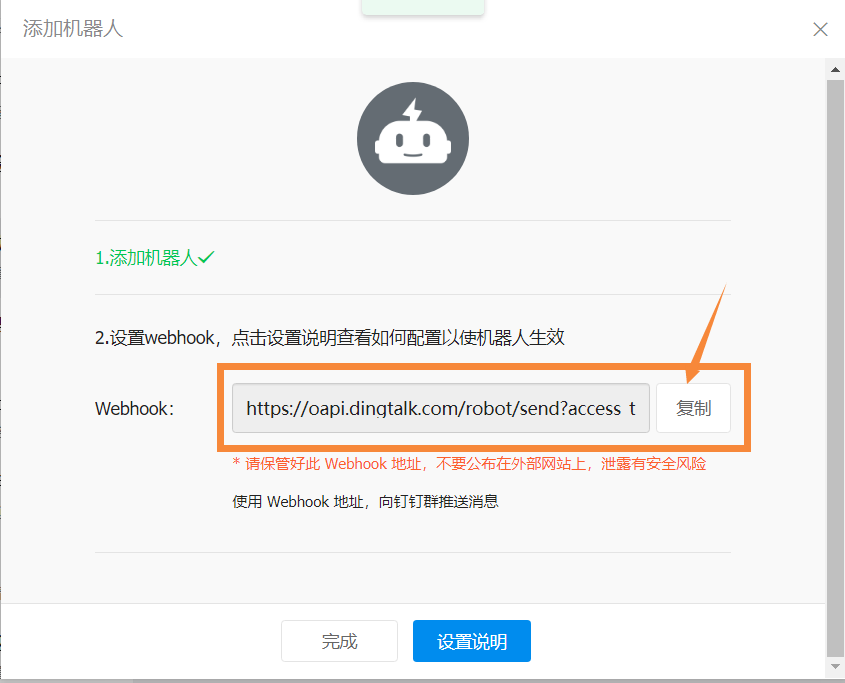 添加机器人
1.添加机器人
2.设置webhook，点击设置说明查看如何配置以使机器人生效
Webhook：
https://oapi.dingtalk.com/robot/send?access_t
复制
* 请保管好此 Webhook 地址，不要公布在外部网站上，泄露有安全风险
使用 Webhook 地址，向钉钉群推送消息
完成
设置说明